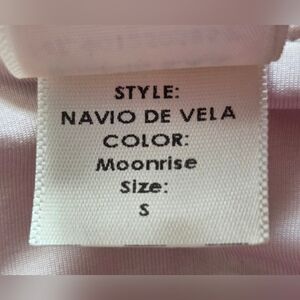 STYLE:
NAVIO DE VELA
COLOR:
Moonrise
Size:
S